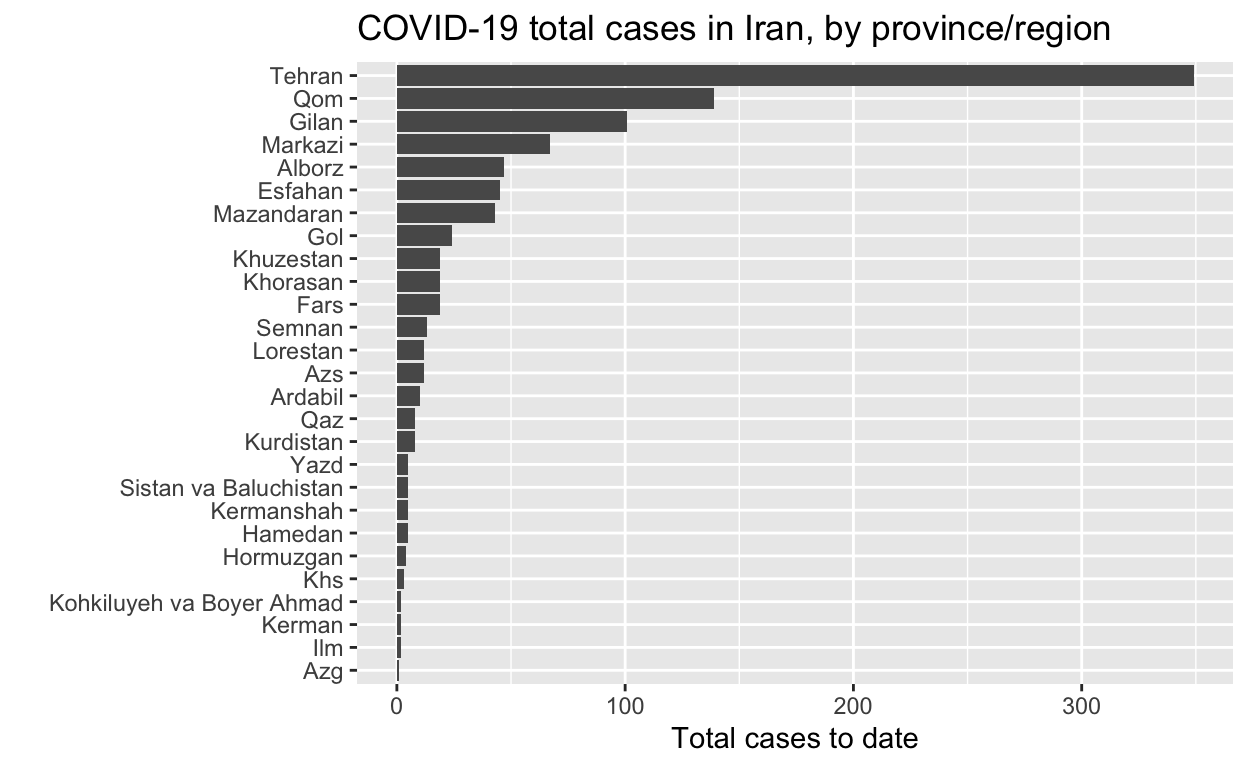 COVID-19 total cases in Iran, by province/region
Tehran
Qom
Gilan
Markazi
Alborz
Esfahan
Mazandaran
Gol
Khuzestan
Khorasan
Fars
Semnan
Lorestan
Azs
Ardabil
Qaz
Kurdistan
Yazd
Sistan va Baluchistan
Kermanshah
Hamedan
Hormuzgan
Khs
Kohkiluyeh va Boyer Ahmad
Kerman
Ilm
Azg
0 100 200 300
Total cases to date